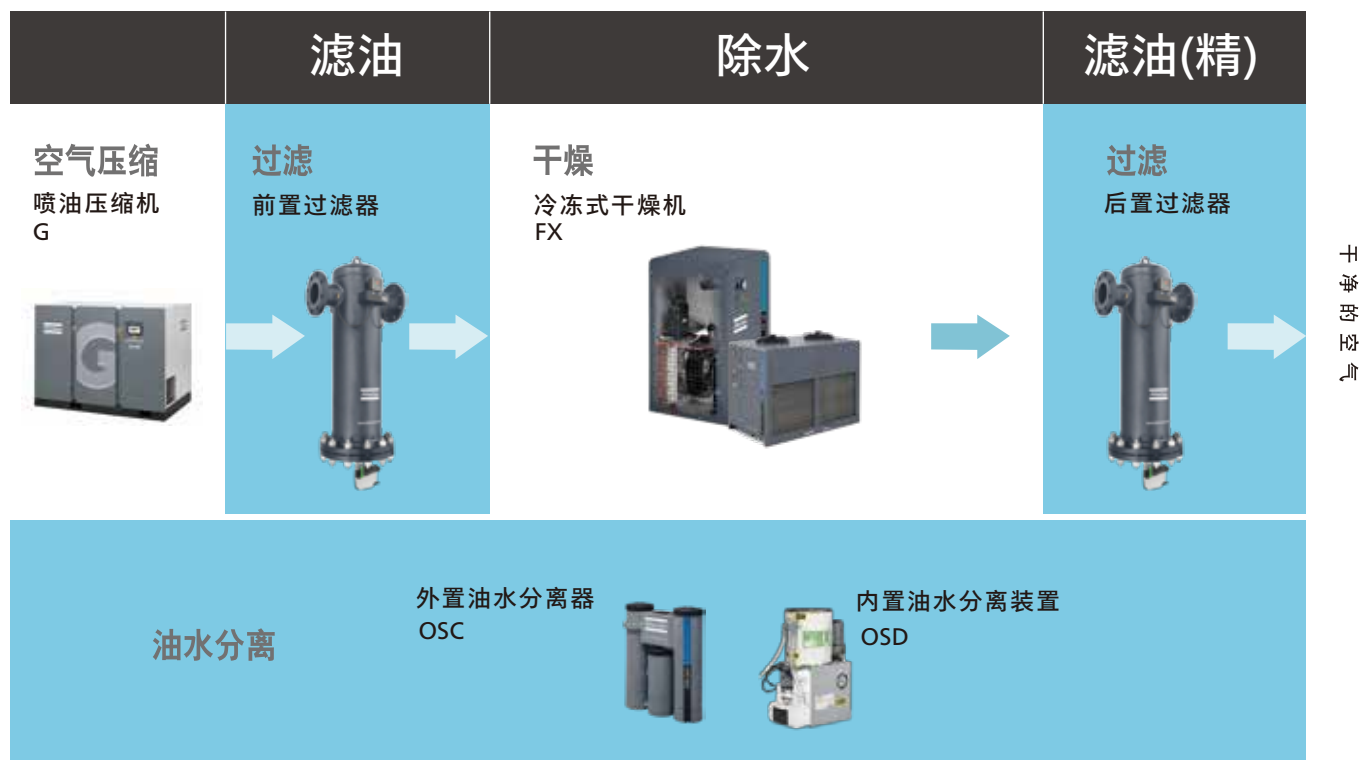 滤油
除水
滤油(精)
空气压缩
喷油压缩机
G
过滤
前置过滤器
干燥
冷冻式干燥机
FX
过滤
后置过滤器
G
干净的空气
油水分离
外置油水分离器
OSC
内置油水分离装置
OSD